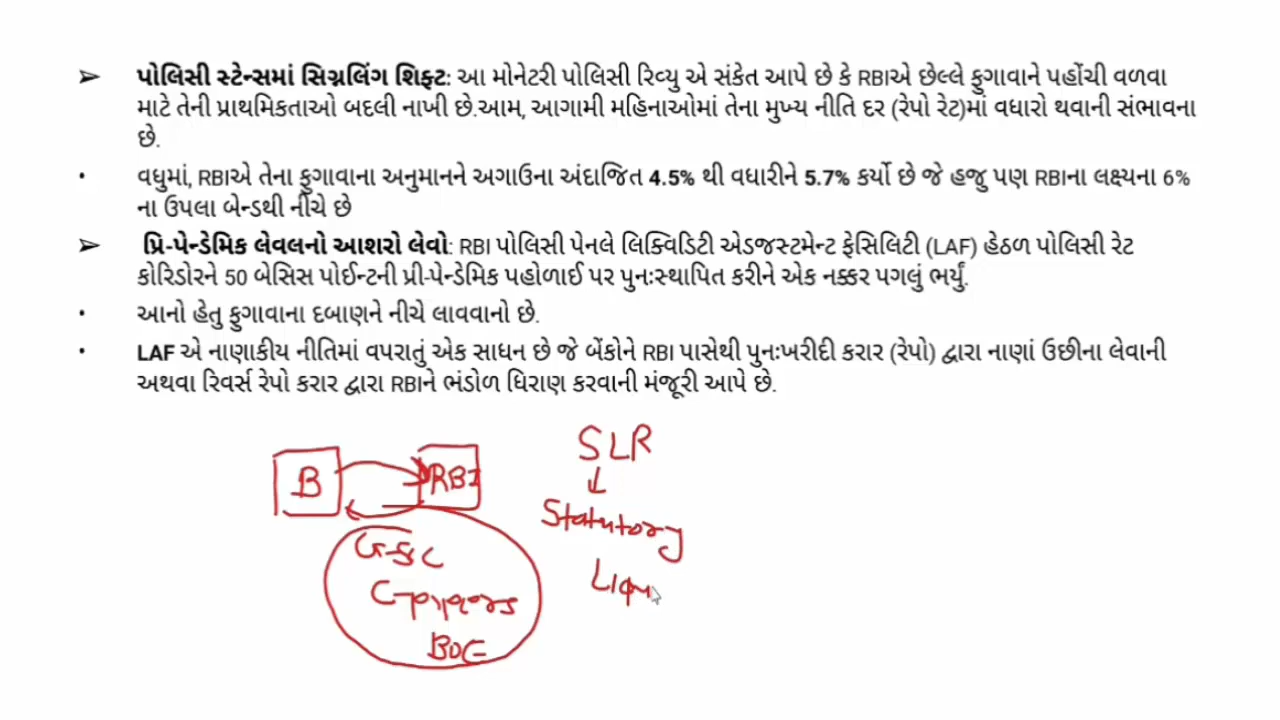 ➢ પોલિસી સ્ટેન્સમાં સિગ્નલિંગ શિફ્ટ: આ મોનેટરી પોલિસી રિવ્યુ એ સંકેત આપે છે કે RBIએ છેલ્લે ફુગાવાને પહોંચી વળવા
માટે તેની પ્રાથમિકતાઓ બદલી નાખી છે.આમ, આગામી મહિનાઓમાં તેના મુખ્ય નીતિ દર (રેપો રેટ)માં વધારો થવાની સંભાવના
છે.
• વધુમાં, RBIએ તેના ફુગાવાના અનુમાનને અગાઉના અંદાજિત 4.5% થી વધારીને 5.7% કર્યો છે જે હજુ પણ RBIના લક્ષ્યના 6%
ના ઉપલા બેન્ડથી નીચે છે
➢ પ્રિ-પેન્ડેમિક લેવલનો આશરો લેવો: RBI પોલિસી પેનલે લિક્વિડિટી એડજસ્ટમેન્ટ ફેસિલિટી (LAF) હેઠળ પોલિસી રેટ
કોરિડોરને 50 બેસિસ પોઈન્ટની પ્રી-પેન્ડેમિક પહોળાઈ પર પુનઃસ્થાપિત કરીને એક નક્કર પગલું ભર્યું.
• આનો હેતુ ફુગાવાના દબાણને નીચે લાવવાનો છે.
• LAF એ નાણાકીય નીતિમાં વપરાતું એક સાધન છે જે બેંકોને RBI પાસેથી પુનઃખરીદી કરાર (રેપો) દ્વારા નાણાં ઉછીના લેવાની
અથવા રિવર્સ રેપો કરાર દ્વારા RBIને ભંડોળ ધિરાણ કરવાની મંજૂરી આપે છે.
SLR
B RBI
Statutory